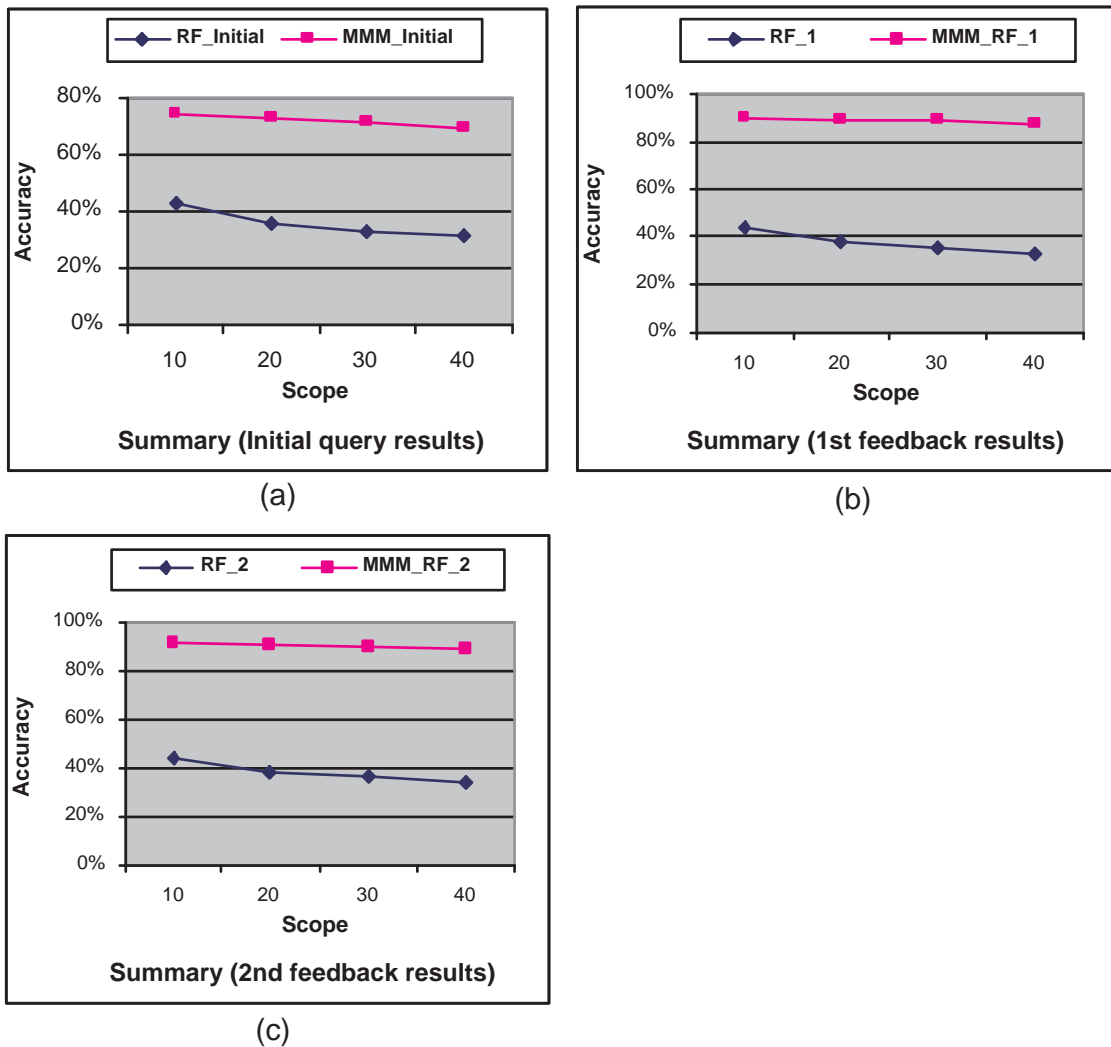 RF_Initial MMM_Initial
80%
60%
40%
20%
0%
Accuracy
10 20 30 40
Scope
Summary (Initial query results)
(a)
RF_1 MMM_RF_1
100%
80%
60%
40%
20%
0%
Accuracy
10 20 30 40
Scope
Summary (1st feedback results)
(b)
RF_2 MMM_RF_2
100%
80%
60%
40%
20%
0%
Accuracy
10 20 30 40
Scope
Summary (2nd feedback results)
(c)